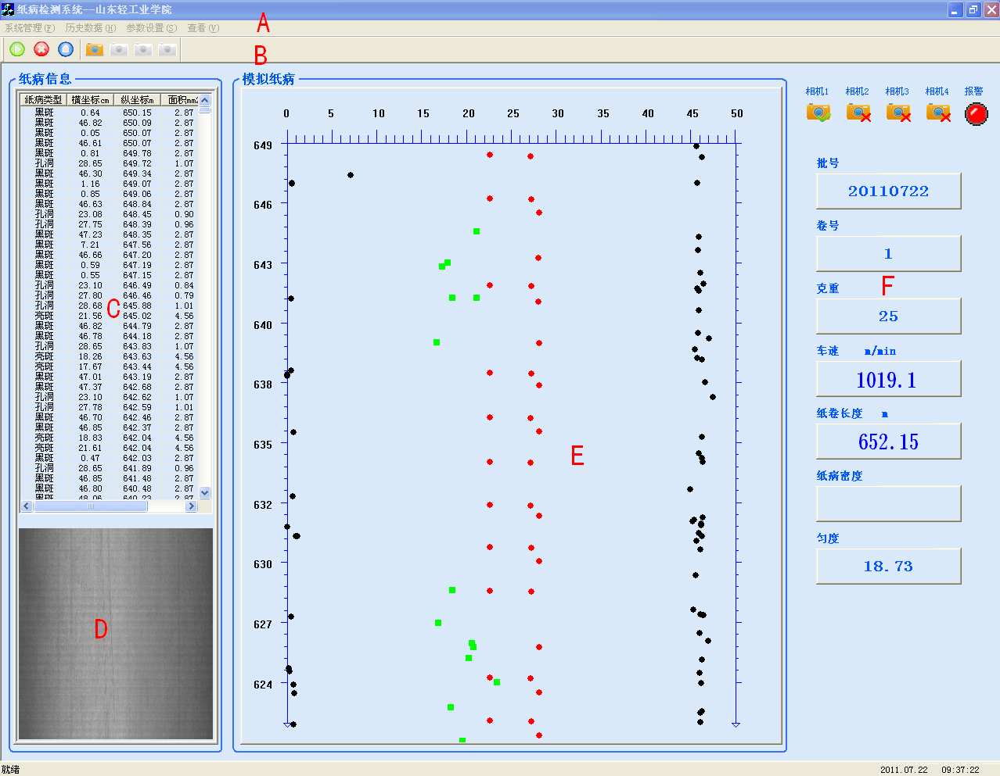 纸病检测系统--山东轻工业学院
系统管理(F) 历史数据(H) 参数设置(S) 查看(V)
A
B
纸病信息
纸病类型 横坐标cm 纵坐标m 面积mm2
黑斑 0.64 650.15 2.87
黑斑 46.82 650.09 2.87
黑斑 0.05 650.07 2.87
黑斑 46.61 650.07 2.87
黑斑 0.81 649.78 2.87
孔洞 28.65 649.72 1.07
黑斑 46.30 649.34 2.87
黑斑 1.16 649.07 2.87
黑斑 0.85 649.06 2.87
黑斑 46.63 648.84 2.87
孔洞 23.08 648.45 0.90
孔洞 27.75 648.39 0.96
黑斑 47.23 648.35 2.87
黑斑 7.21 647.56 2.87
黑斑 46.66 647.20 2.87
黑斑 0.59 647.19 2.87
黑斑 0.55 647.15 2.87
孔洞 23.10 646.49 0.84
孔洞 27.80 646.46 0.79
孔洞 28.68 645.88 1.01
亮斑 21.56 645.02 4.56
黑斑 46.82 644.79 2.87
黑斑 46.78 644.18 2.87
孔洞 28.65 643.83 1.07
亮斑 18.26 643.63 4.56
亮斑 17.67 643.44 4.56
黑斑 47.01 643.19 2.87
黑斑 47.37 642.68 2.87
孔洞 23.10 642.62 1.07
孔洞 27.78 642.59 1.01
黑斑 46.70 642.46 2.87
黑斑 46.85 642.37 2.87
亮斑 18.83 642.04 4.56
亮斑 21.61 642.04 4.56
黑斑 0.47 642.03 2.87
孔洞 28.65 641.89 0.96
黑斑 46.85 641.48 2.87
黑斑 46.80 640.48 2.87
黑斑 48.06 640.23 2.87
C
D
模拟纸病
0 5 10 15 20 25 30 35 40 45 50
649
646
643
640
638
635
632
630
627
624
E
相机1 相机2 相机3 相机4 报警
批号
20110722
卷号
1
克重
F
25
车速 m/min
1019.1
纸卷长度 m
652.15
纸病密度
匀度
18.73
就绪
2011.07.22 09:37:22